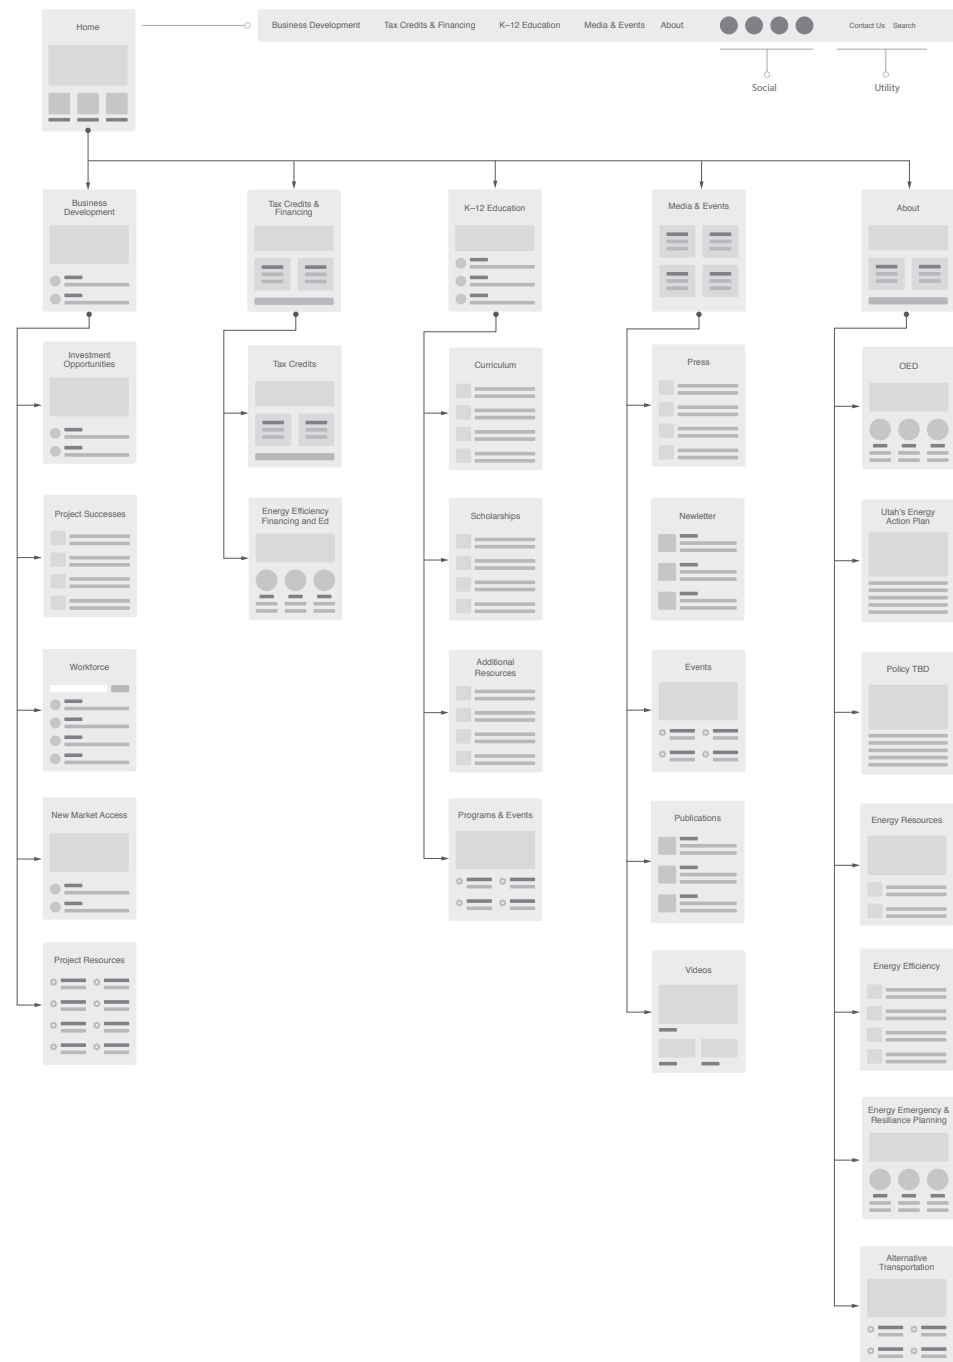 Home
Business Development Tax Credits & Financing K–12 Education Media & Events About Contact Us Search
Social Utility
Business
Development
Tax Credits &
Financing
K–12 Education
Media & Events
About
Investment
Opportunities
Tax Credits
Curriculum
Press
OED
Project Successes
Energy Efficiency
Financing and Ed
Scholarships
Newletter
Utah's Energy
Action Plan
Workforce
Additional
Resources
Events
Policy TBD
New Market Access
Programs & Events
Publications
Energy Resources
Project Resources
Videos
Energy Efficiency
Energy Emergency &
Resiliance Planning
Alternative
Transportation